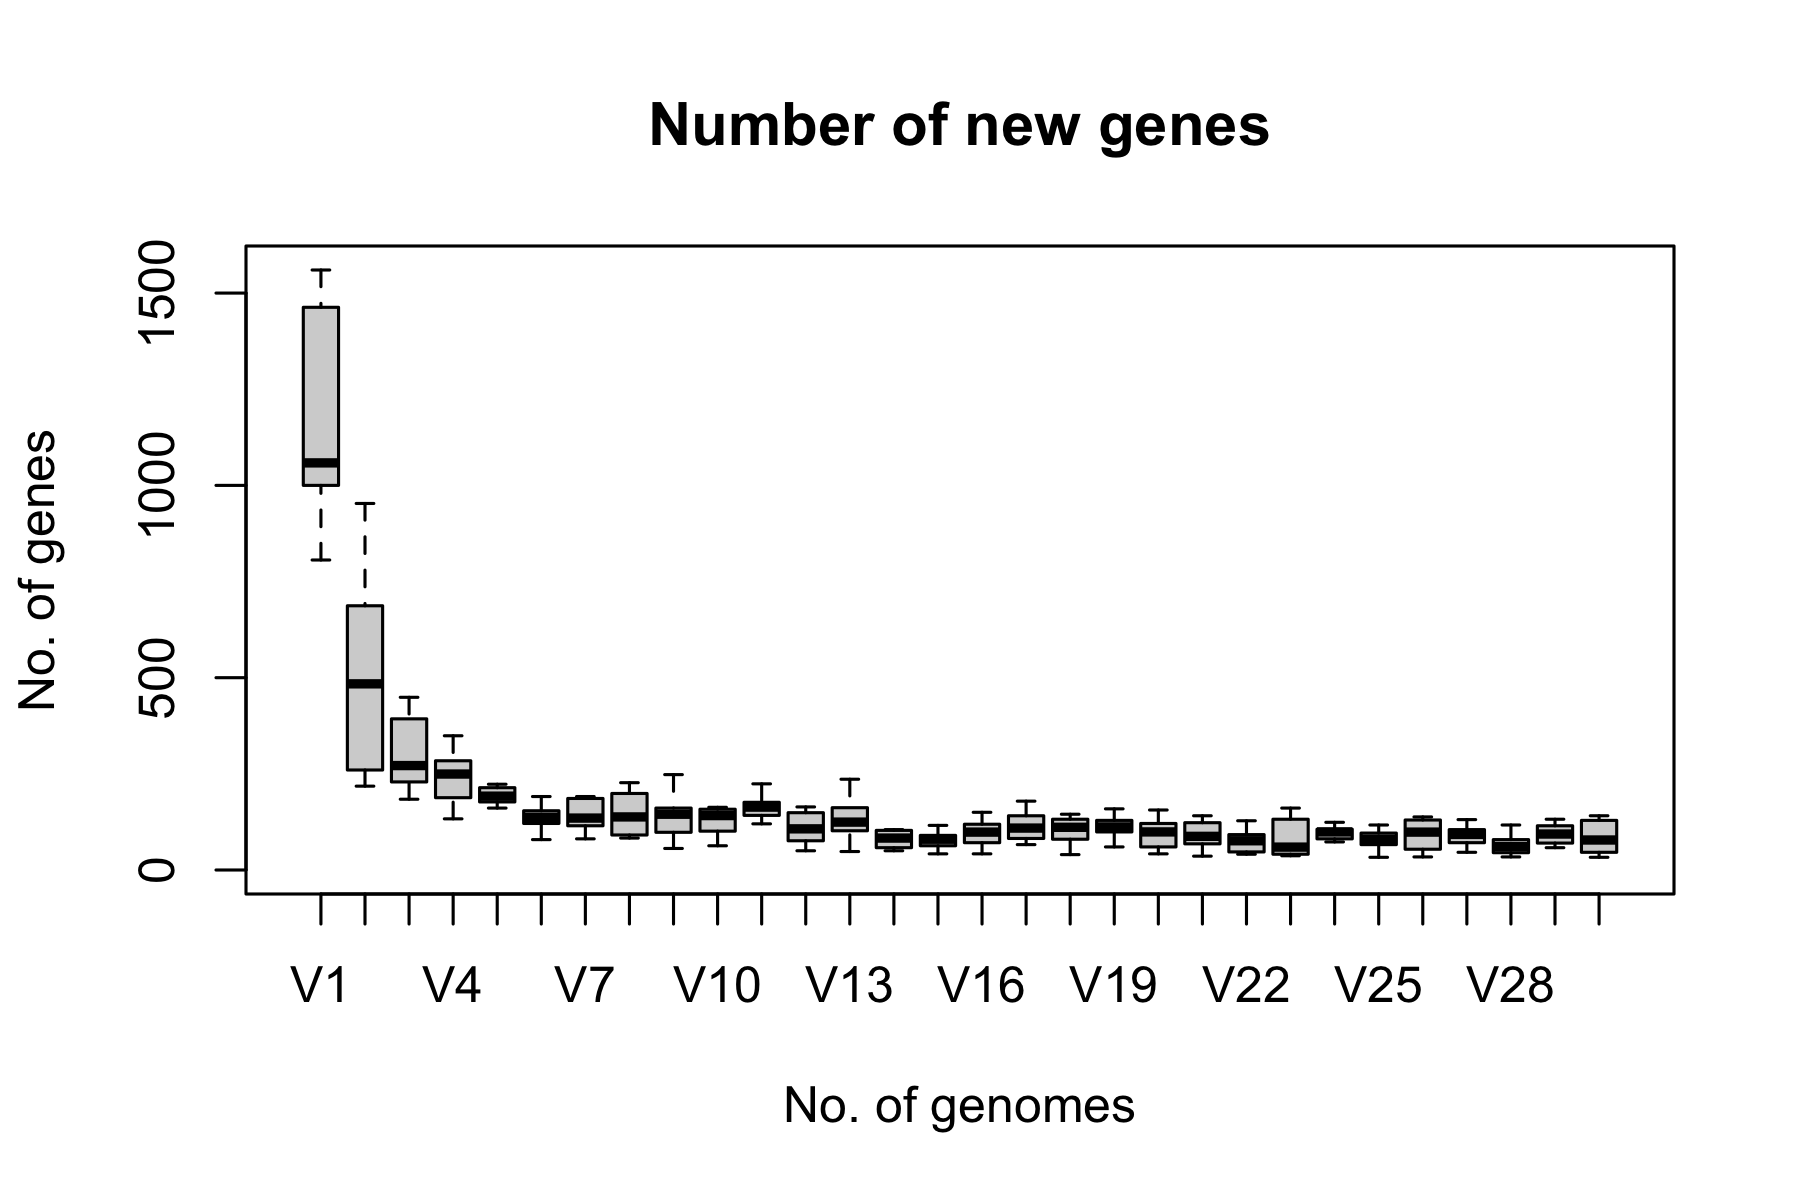 Number of new genes
No. of genes
1500
1000
500
0
V1 V4 V7 V10 V13 V16 V19 V22 V25 V28
No. of genomes